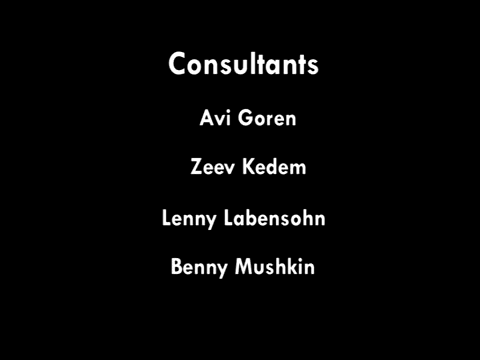 Consultants
Avi Goren
Zeev Kedem
Lenny Labensohn
Benny Mushkin